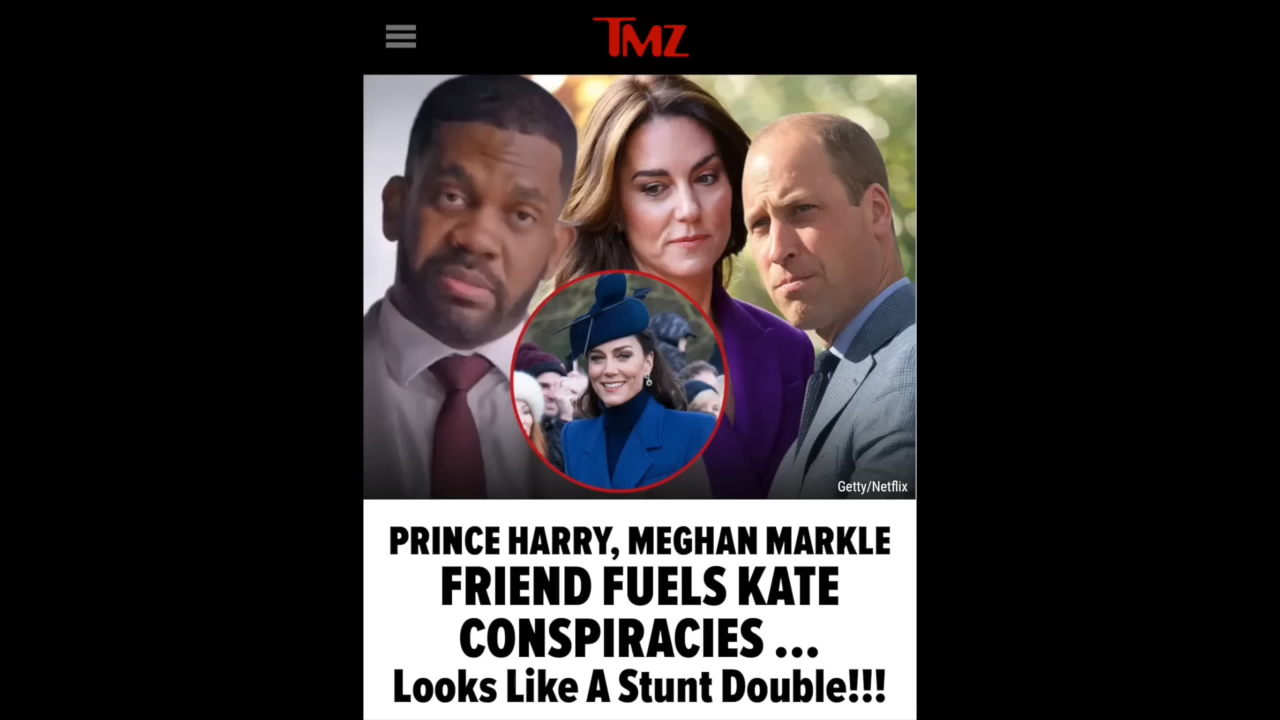 TMZ
Getty/Netflix
PRINCE HARRY, MEGHAN MARKLE
FRIEND FUELS KATE
CONSPIRACIES ...
Looks Like A Stunt Double!!!